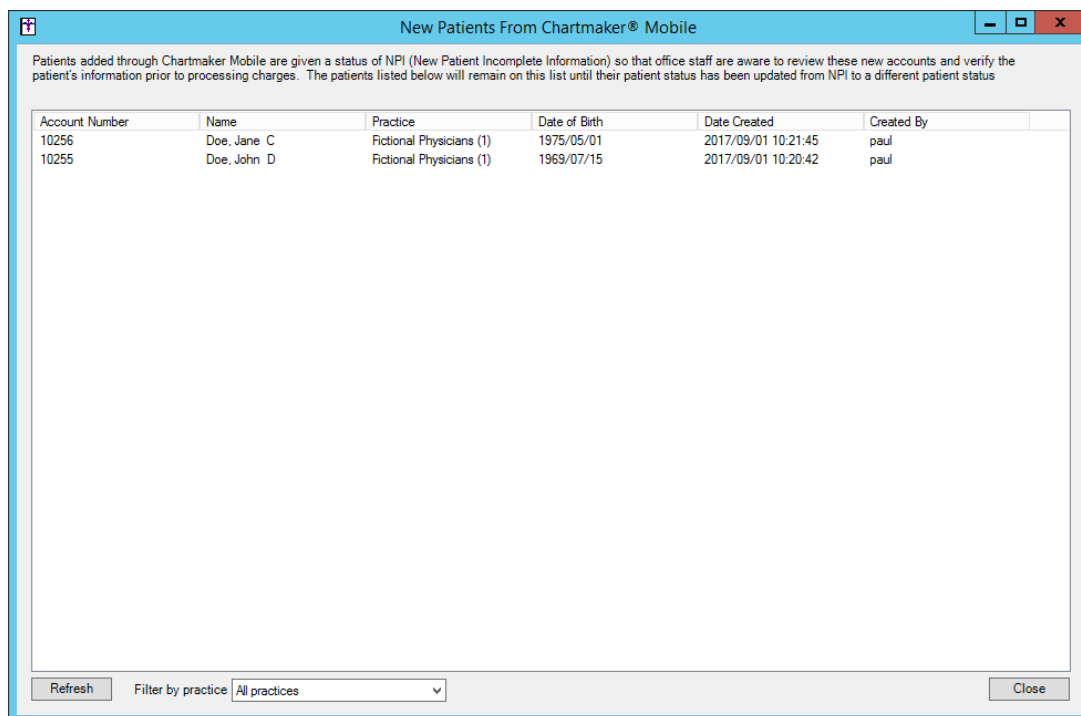 New Patients From Chartmaker® Mobile
Patients added through Chartmaker Mobile are given a status of NPI (New Patient Incomplete Information) so that office staff are aware to review these new accounts and verify the
patient's information prior to processing charges.  The patients listed below will remain on this list until their patient status has been updated from NPI to a different patient status
Account Number Name Practice Date of Birth Date Created Created By
10256 Doe, Jane  C Fictional Physicians (1) 1975/05/01 2017/09/01 10:21:45 paul
10255 Doe, John  D Fictional Physicians (1) 1969/07/15 2017/09/01 10:20:42 paul
Refresh Filter by practice All practices Close